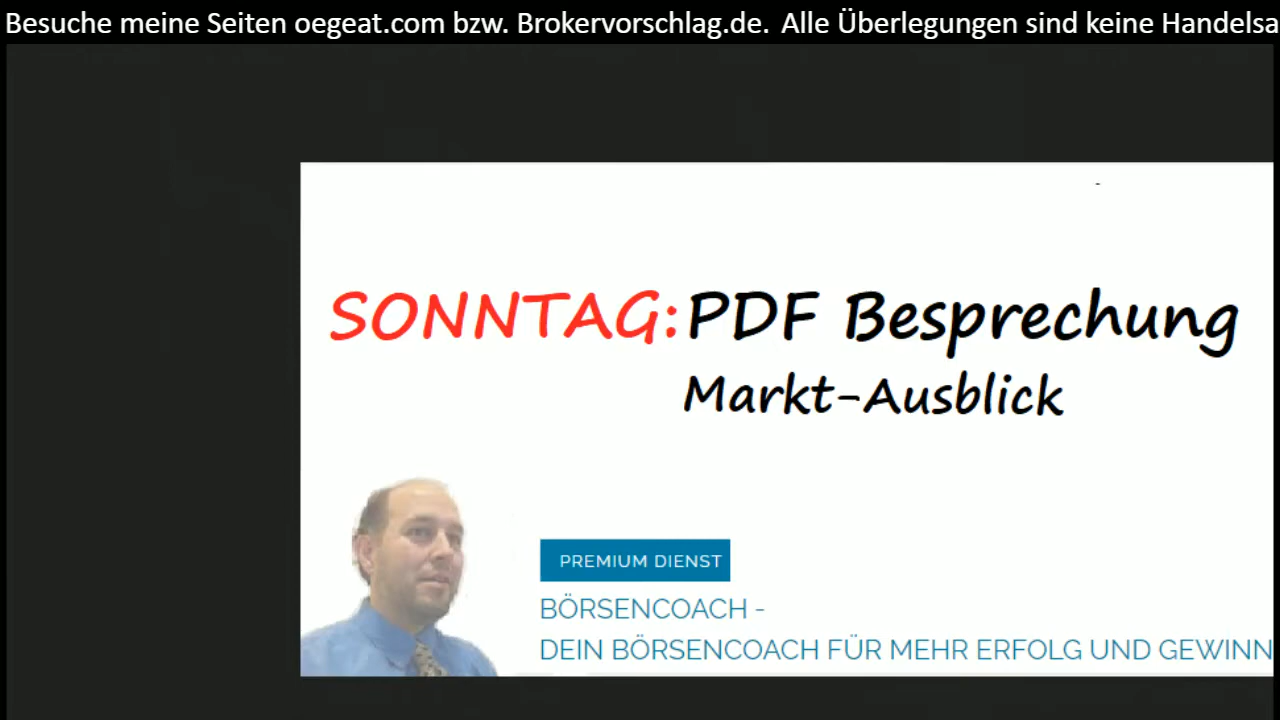 Besuche meine Seiten oegeat.com bzw. Brokervorschlag.de. Alle Überlegungen sind keine Handelsa
SONNTAG: PDF Besprechung
Markt-Ausblick
PREMIUM DIENST
BÖRSENCOACH -
DEIN BÖRSENCOACH FÜR MEHR ERFOLG UND GEWINN